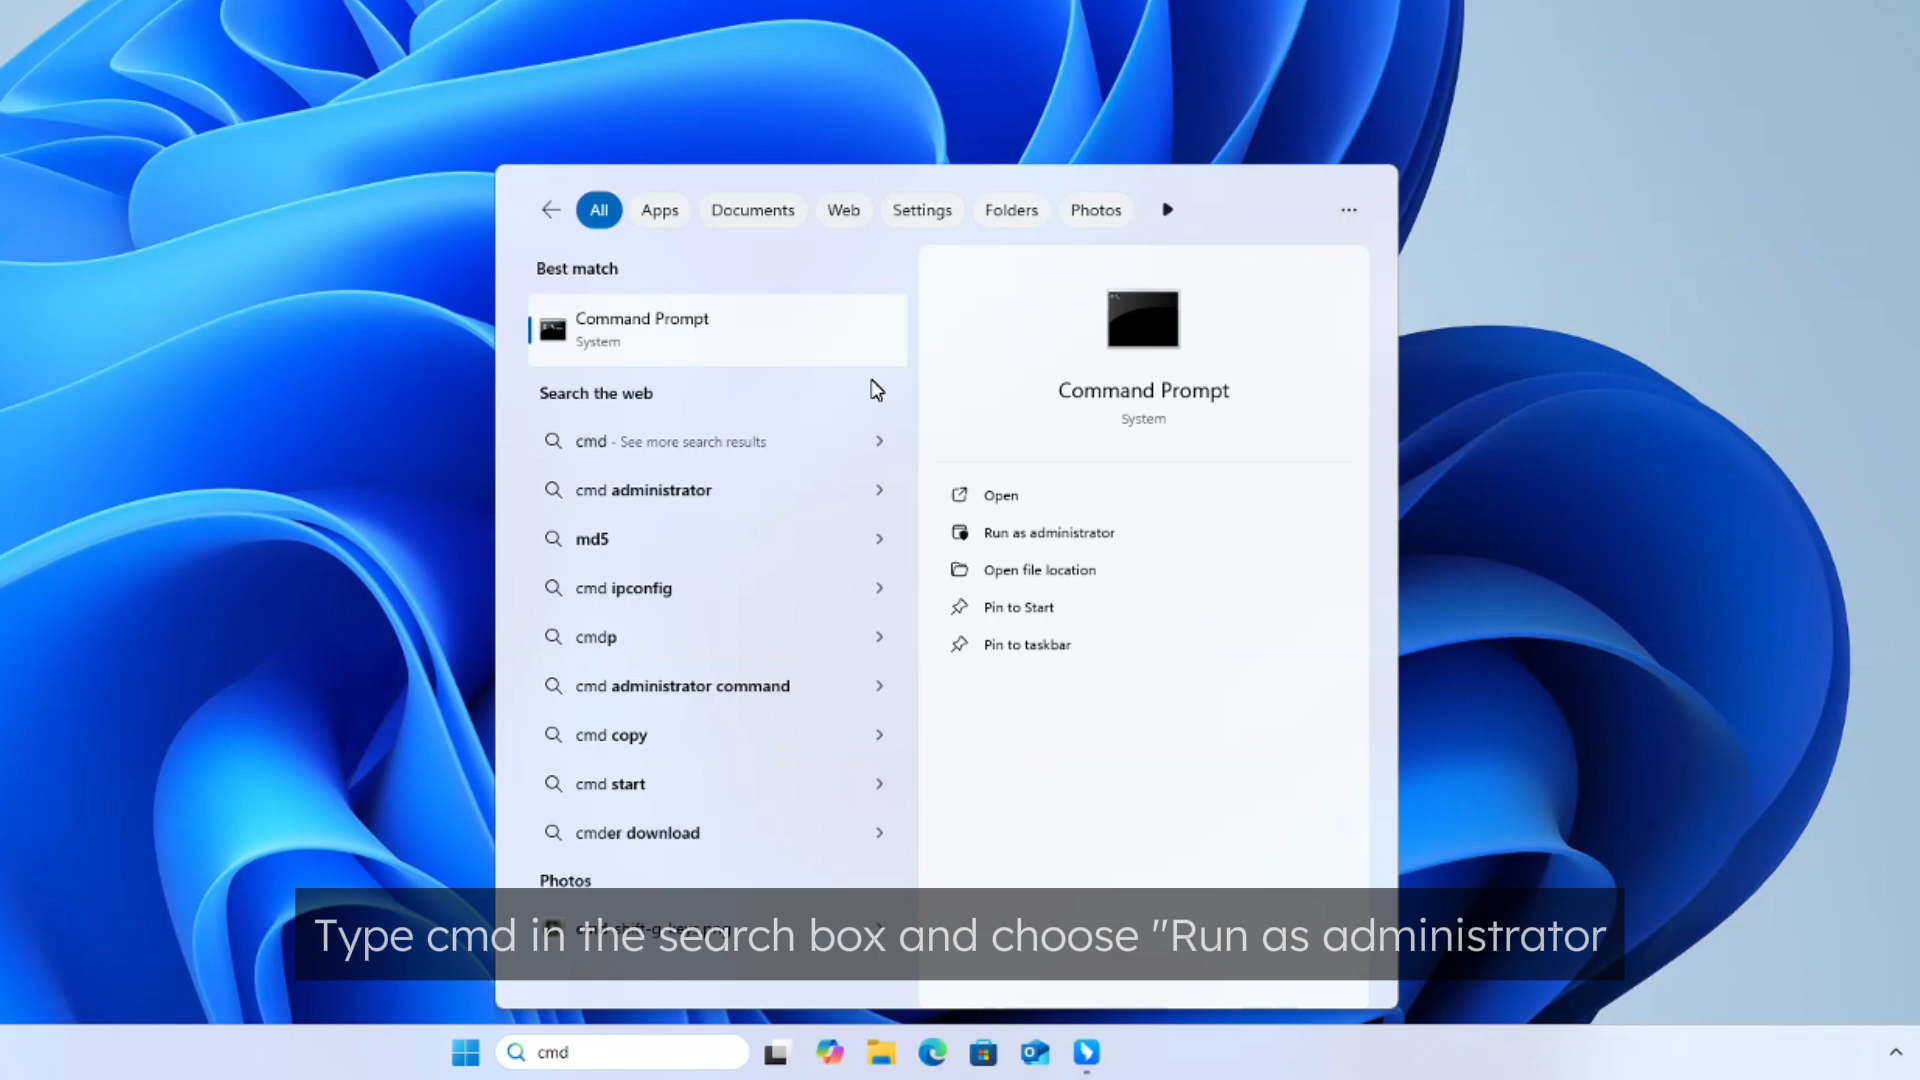 All
Apps
Documents
Web
Settings
Folders
Photos
Best match
Command Prompt
System
Search the web
cmd - See more search results
cmd administrator
md5
cmd ipconfig
cmdp
cmd administrator command
cmd copy
cmd start
cmder download
Photos
Command Prompt
System
Open
Run as administrator
Open file location
Pin to Start
Pin to taskbar
Type cmd in the search box and choose "Run as administrator
cmd